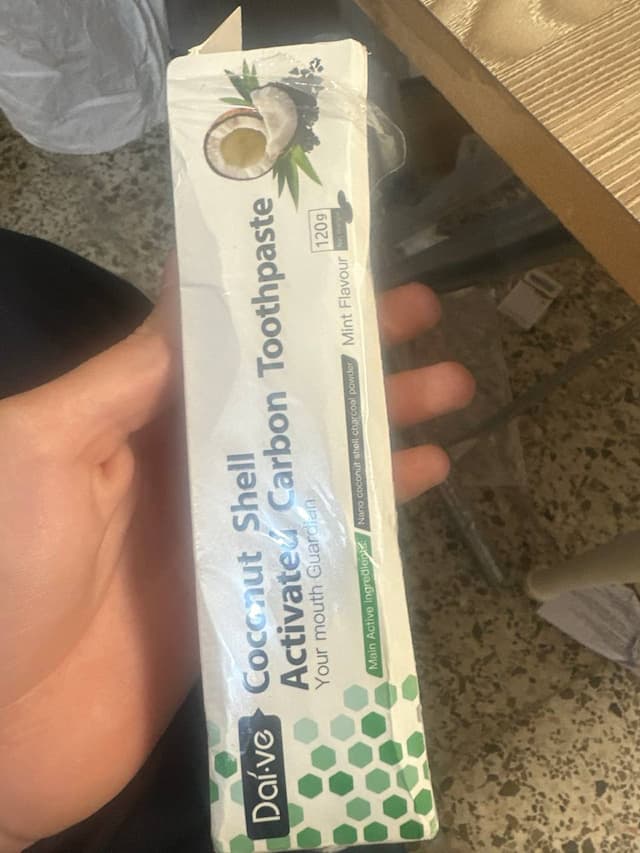 Daí·ve
Coconut Shell
Activated Carbon Toothpaste
Your mouth Guardian
Main Active Ingredients:
Nano coconut shell charcoal powder
Mint Flavour
120g